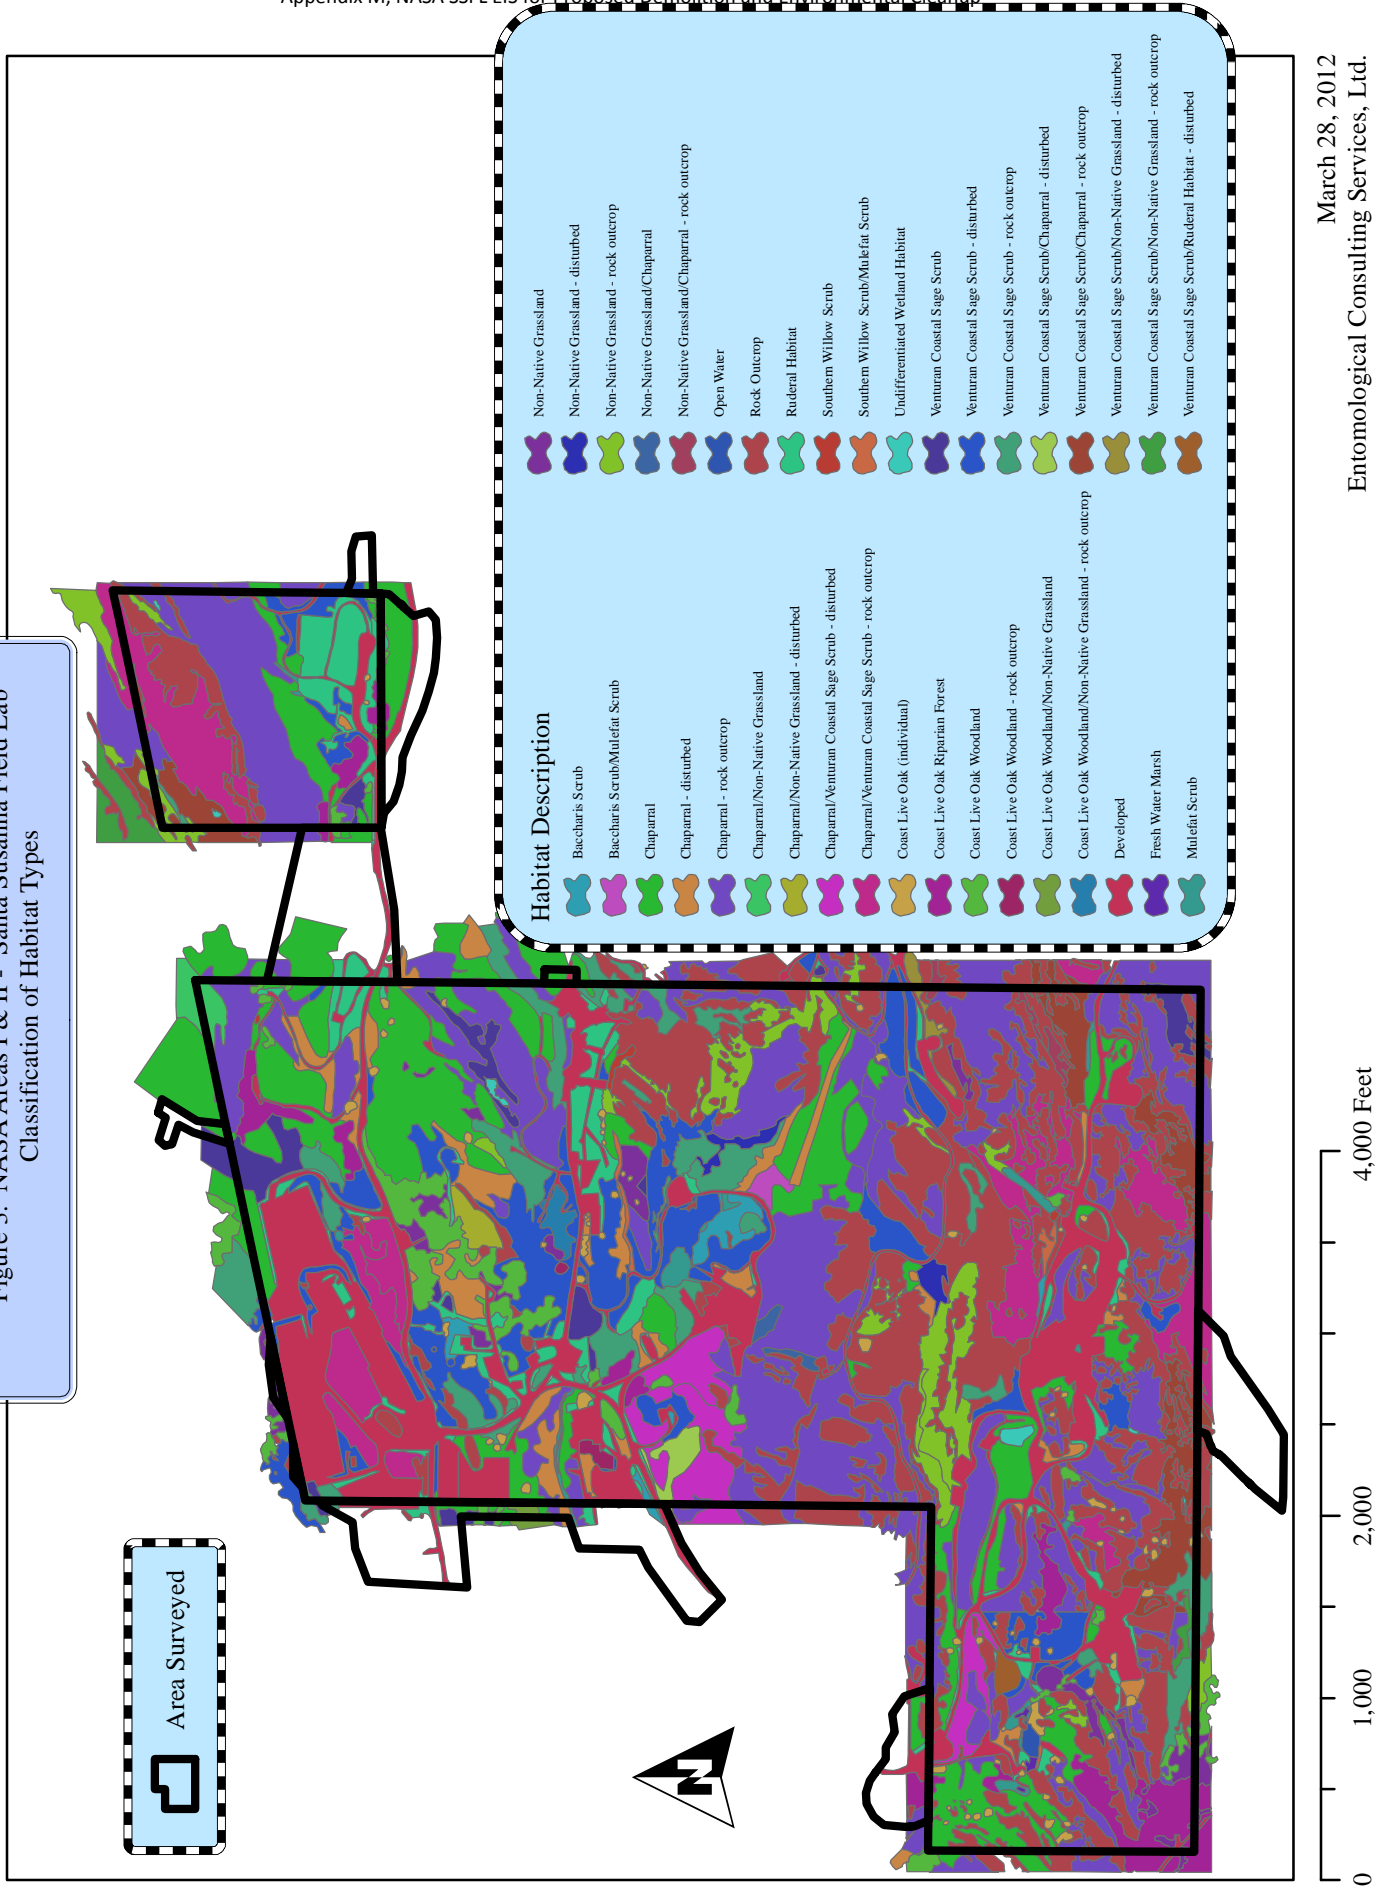 Appendix M, NASA SSFL EIS for Proposed Demolition and Environmental Cleanup
Figure 3. NASA Areas I & II - Santa Susanna Field Lab
Classification of Habitat Types
Area Surveyed
N
Habitat Description
Baccharis Scrub
Baccharis Scrub/Mulefat Scrub
Chaparral
Chaparral - disturbed
Chaparral - rock outcrop
Chaparral/Non-Native Grassland
Chaparral/Non-Native Grassland - disturbed
Chaparral/Venturan Coastal Sage Scrub - disturbed
Chaparral/Venturan Coastal Sage Scrub - rock outcrop
Coast Live Oak (individual)
Coast Live Oak Riparian Forest
Coast Live Oak Woodland
Coast Live Oak Woodland - rock outcrop
Coast Live Oak Woodland/Non-Native Grassland
Coast Live Oak Woodland/Non-Native Grassland - rock outcrop
Developed
Fresh Water Marsh
Mulefat Scrub
Non-Native Grassland
Non-Native Grassland - disturbed
Non-Native Grassland - rock outcrop
Non-Native Grassland/Chaparral
Non-Native Grassland/Chaparral - rock outcrop
Open Water
Rock Outcrop
Ruderal Habitat
Southern Willow Scrub
Southern Willow Scrub/Mulefat Scrub
Undifferentiated Wetland Habitat
Venturan Coastal Sage Scrub
Venturan Coastal Sage Scrub - disturbed
Venturan Coastal Sage Scrub - rock outcrop
Venturan Coastal Sage Scrub/Chaparral - disturbed
Venturan Coastal Sage Scrub/Chaparral - rock outcrop
Venturan Coastal Sage Scrub/Non-Native Grassland - disturbed
Venturan Coastal Sage Scrub/Non-Native Grassland - rock outcrop
Venturan Coastal Sage Scrub/Ruderal Habitat - disturbed
0 1,000 2,000 4,000 Feet
March 28, 2012
Entomological Consulting Services, Ltd.